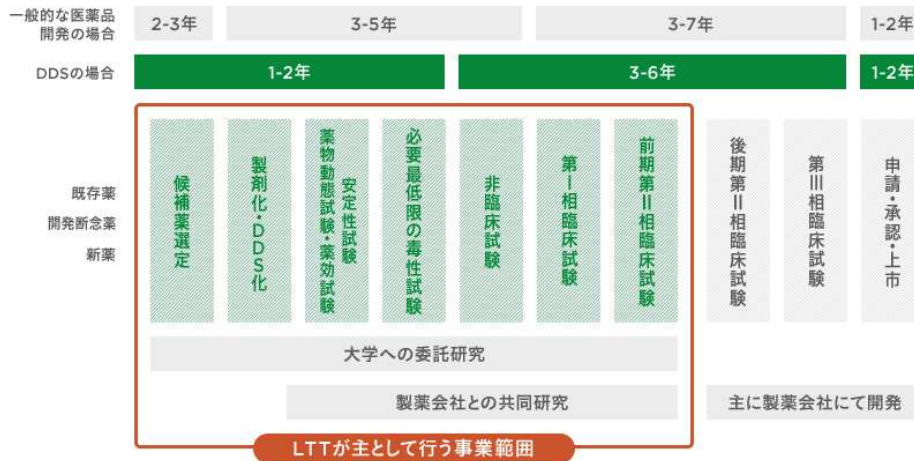 一般的な医薬品
開発の場合
2-3年
3-5年
3-7年
1-2年
DDSの場合
1-2年
3-6年
1-2年
既存薬
開発断念薬
新薬
候補薬選定
製剤化・DDS化
安定性試験
薬物動態試験・薬効試験
必要最低限の毒性試験
非臨床試験
第Ⅰ相臨床試験
前期第Ⅱ相臨床試験
後期第Ⅱ相臨床試験
第Ⅲ相臨床試験
申請・承認・上市
大学への委託研究
製薬会社との共同研究
主に製薬会社にて開発
LTTが主として行う事業範囲